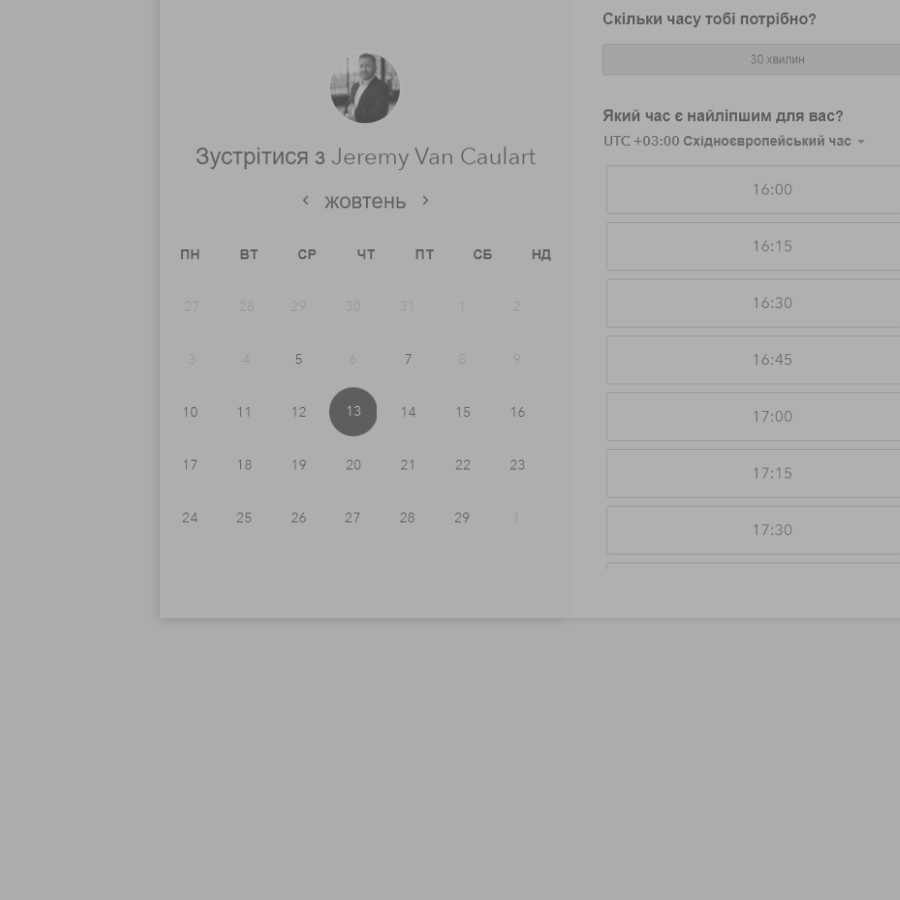 Зустрітися з Jeremy Van Caulart
жовтень
ПН ВТ СР ЧТ ПТ СБ НД
27 28 29 30 31 1 2
3 4 5 6 7 8 9
10 11 12 13 14 15 16
17 18 19 20 21 22 23
24 25 26 27 28 29 1
Скільки часу тобі потрібно?
30 хвилин
Який час є найліпшим для вас?
UTC +03:00 Східноєвропейський час
16:00
16:15
16:30
16:45
17:00
17:15
17:30